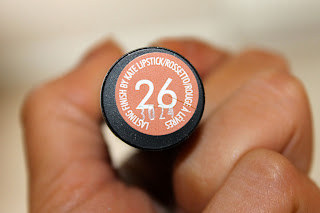 LASTING FINISH BY KATE LIPSTICK/ROSSETTO/ROUGE À LÈVRES
26